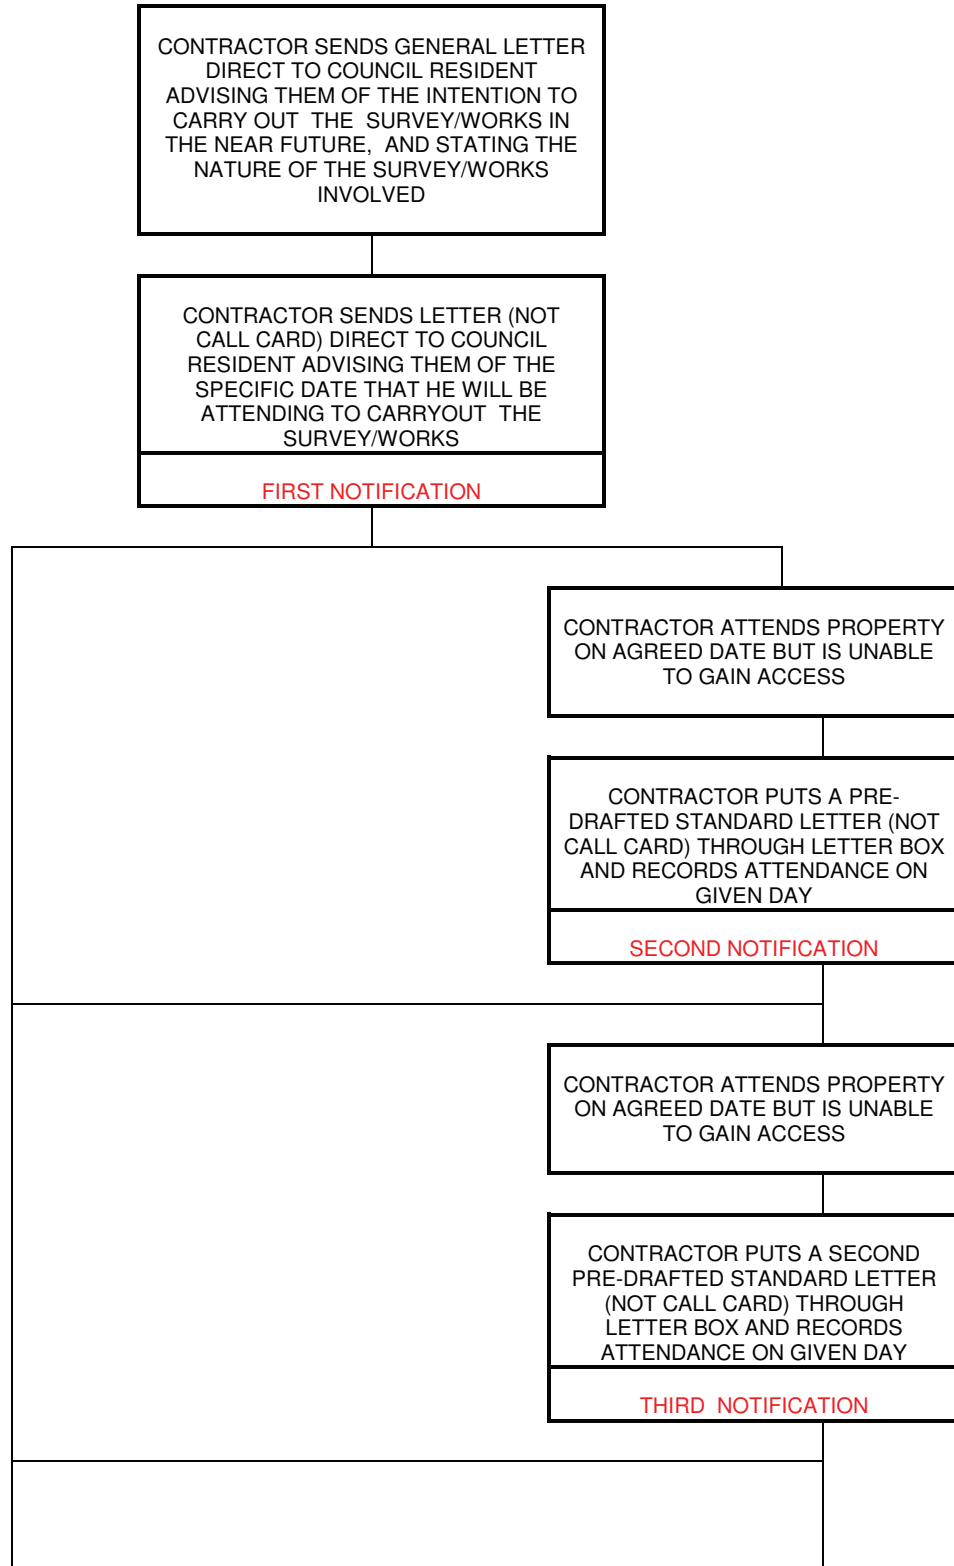 CONTRACTOR SENDS GENERAL LETTER
DIRECT TO COUNCIL RESIDENT
ADVISING THEM OF THE INTENTION TO
CARRY OUT  THE  SURVEY/WORKS IN
THE NEAR FUTURE,  AND STATING THE
NATURE OF THE SURVEY/WORKS
INVOLVED
CONTRACTOR SENDS LETTER (NOT
CALL CARD) DIRECT TO COUNCIL
RESIDENT ADVISING THEM OF THE
SPECIFIC DATE THAT HE WILL BE
ATTENDING TO CARRYOUT  THE
SURVEY/WORKS
FIRST NOTIFICATION
CONTRACTOR ATTENDS PROPERTY
ON AGREED DATE BUT IS UNABLE
TO GAIN ACCESS
CONTRACTOR PUTS A PRE-
DRAFTED STANDARD LETTER (NOT
CALL CARD) THROUGH LETTER BOX
AND RECORDS ATTENDANCE ON
GIVEN DAY
SECOND NOTIFICATION
CONTRACTOR ATTENDS PROPERTY
ON AGREED DATE BUT IS UNABLE
TO GAIN ACCESS
CONTRACTOR PUTS A SECOND
PRE-DRAFTED STANDARD LETTER
(NOT CALL CARD) THROUGH
LETTER BOX AND RECORDS
ATTENDANCE ON GIVEN DAY
THIRD  NOTIFICATION